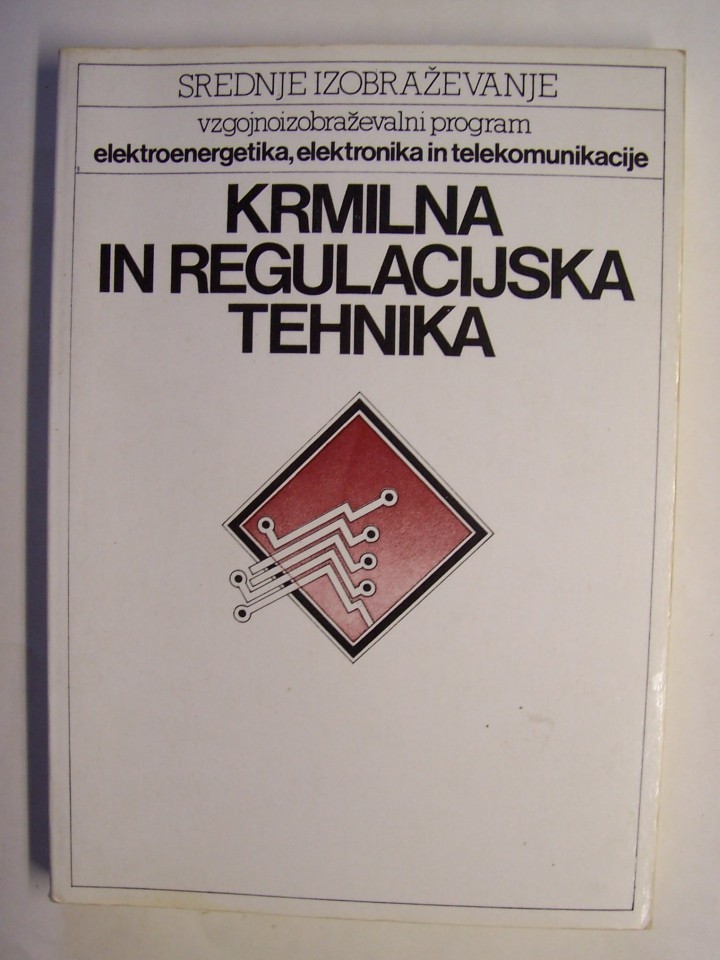 SREDNJE IZOBRAŽEVANJE
vzgojnoizobraževalni program
elektroenergetika, elektronika in telekomunikacije
KRMILNA
IN REGULACIJSKA
TEHNIKA